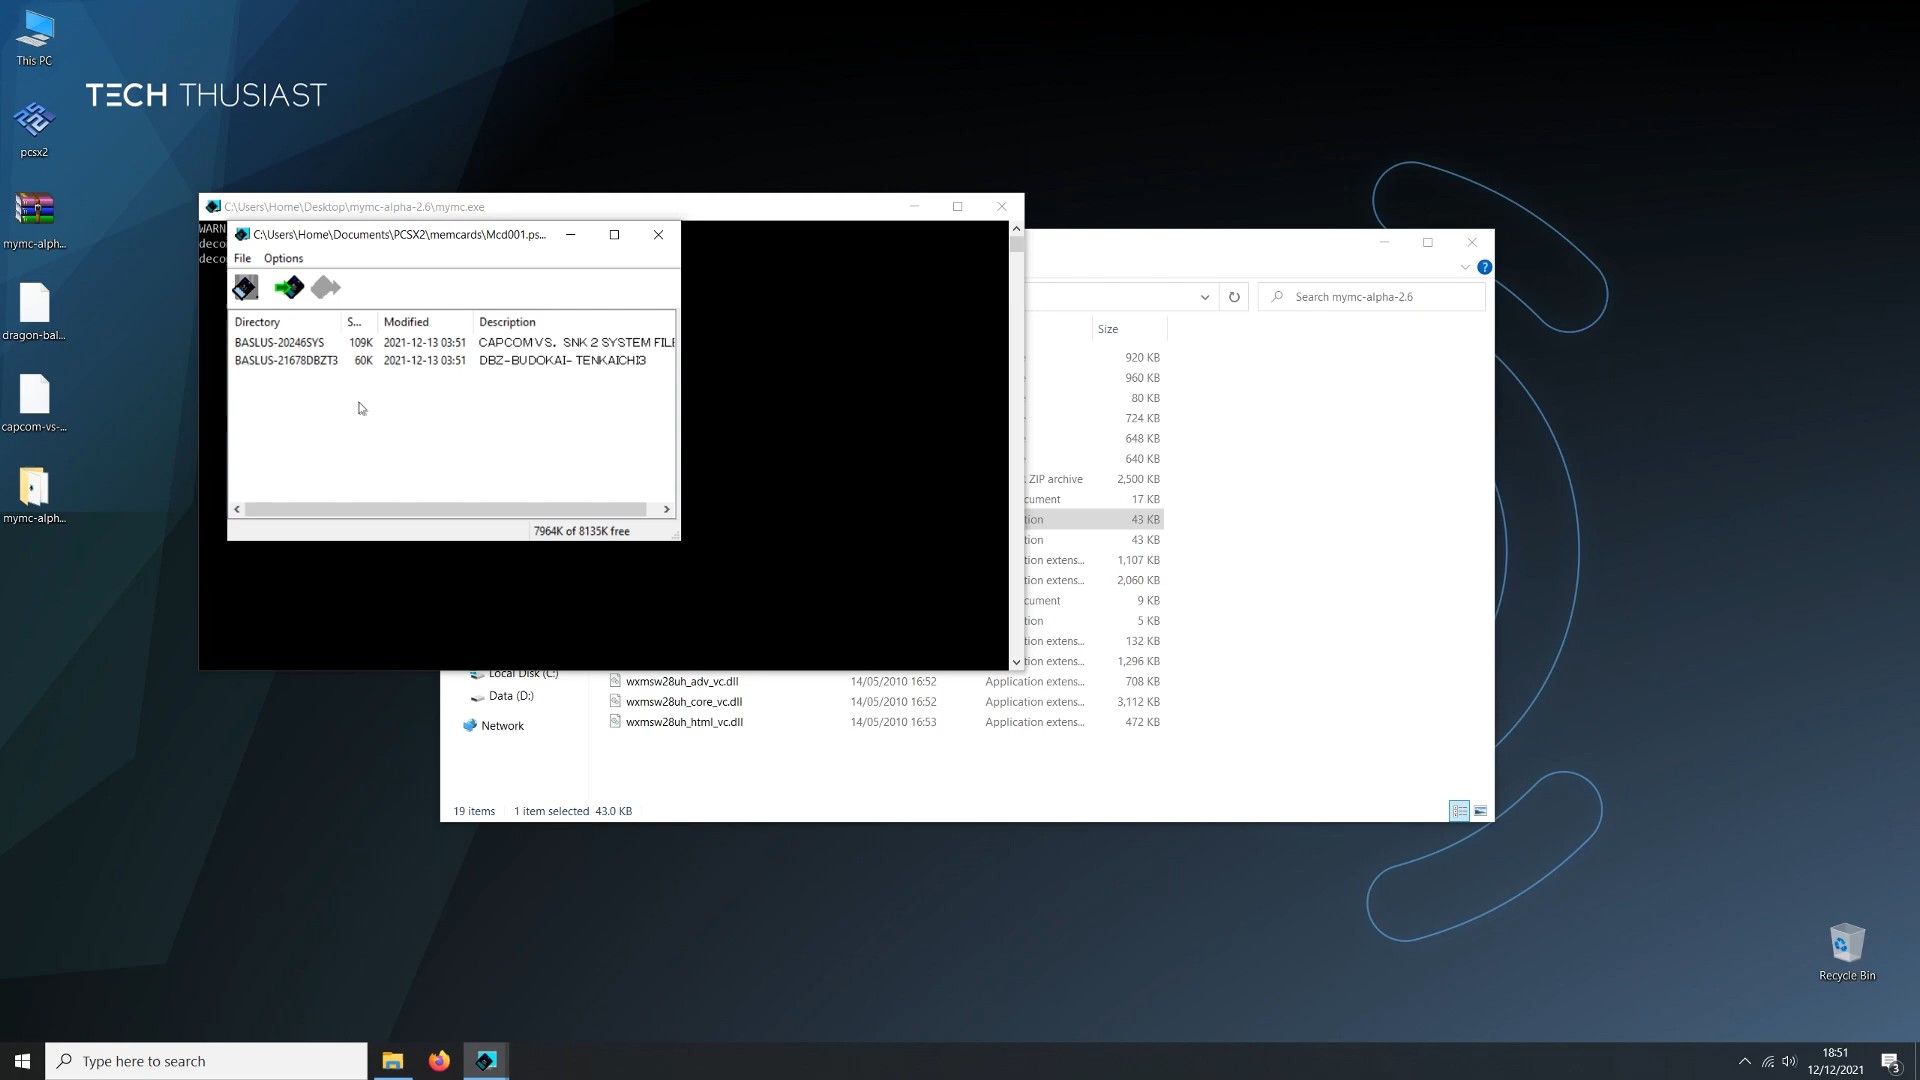 This PC
TECH THUSIAST
pcsx2
mymc-alph...
dragon-bal...
capcom-vs-...
mymc-alph...
C:\Users\Home\Desktop\mymc-alpha-2.6\mymc.exe
WARN
deco
deco
C:\Users\Home\Documents\PCSX2\memcards\Mcd001.ps...
File Options
Directory S... Modified Description
BASLUS-20246SYS 109K 2021-12-13 03:51 CAPCOM VS. SNK 2 SYSTEM FILE
BASLUS-21678DBZT3 60K 2021-12-13 03:51 DBZ-BUDOKAI- TENKAICHI3
7964K of 8135K free
Search mymc-alpha-2.6
Size
920 KB
960 KB
80 KB
724 KB
648 KB
640 KB
ZIP archive 2,500 KB
cument 17 KB
tion 43 KB
tion 43 KB
tion extens... 1,107 KB
tion extens... 2,060 KB
cument 9 KB
tion 5 KB
tion extens... 132 KB
tion extens... 1,296 KB
Local Disk (C:)
wxmsw28uh_adv_vc.dll 14/05/2010 16:52 Application extens... 708 KB
Data (D:)
wxmsw28uh_core_vc.dll 14/05/2010 16:52 Application extens... 3,112 KB
Network
wxmsw28uh_html_vc.dll 14/05/2010 16:53 Application extens... 472 KB
19 items 1 item selected 43.0 KB
Recycle Bin
Type here to search
18:51
12/12/2021
3